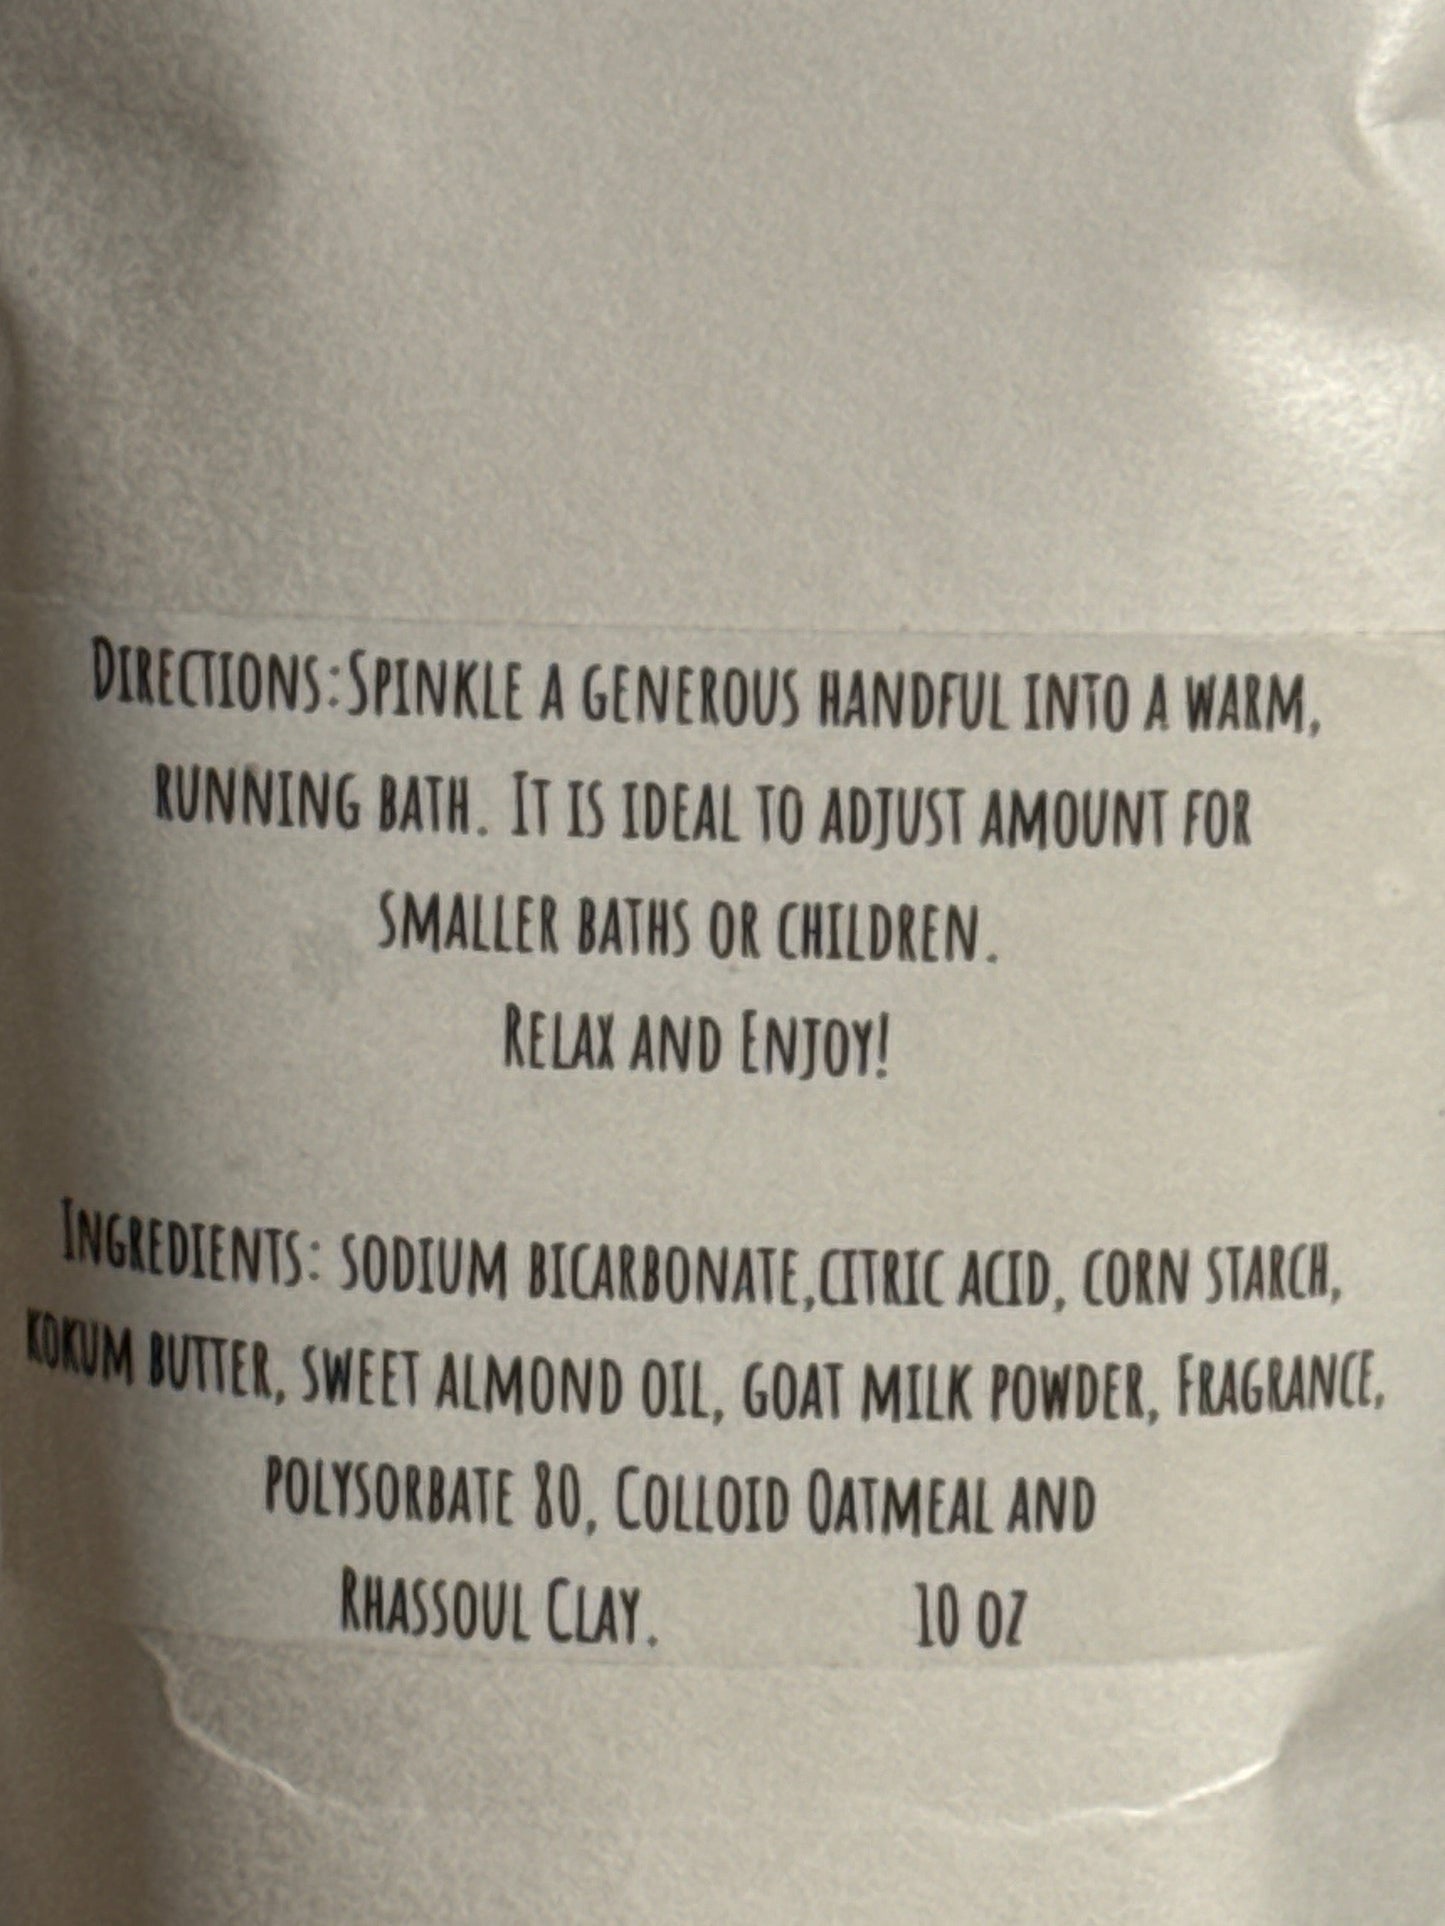 Directions:Spinkle a generous handful into a warm,
running bath. It is ideal to adjust amount for
smaller baths or children.
Relax and Enjoy!
Ingredients: sodium bicarbonate,citric acid, corn starch,
kokum butter, sweet almond oil, goat milk powder, Fragrance,
polysorbate 80, Colloid Oatmeal and
Rhassoul Clay. 10 oz